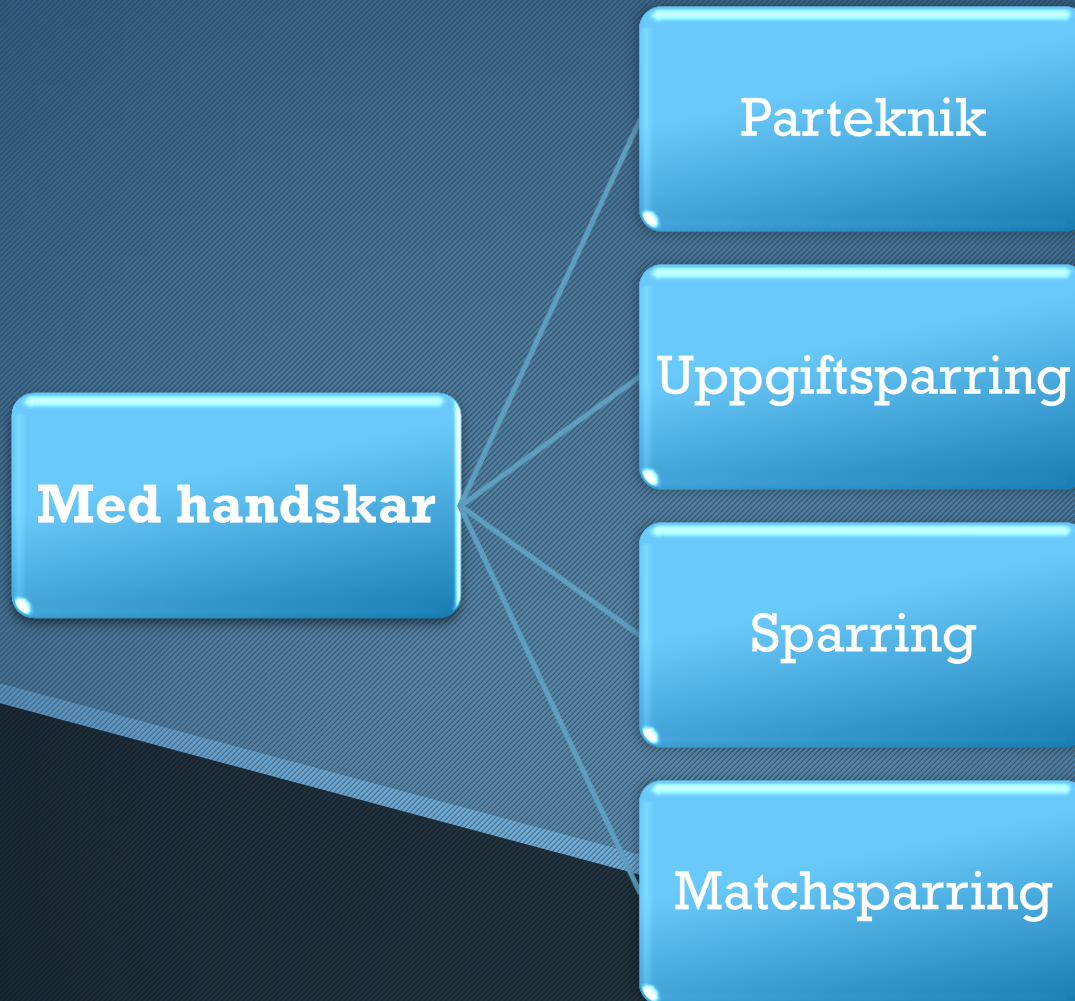 Parteknik
Uppgiftsparring
Med handskar
Sparring
Matchsparring